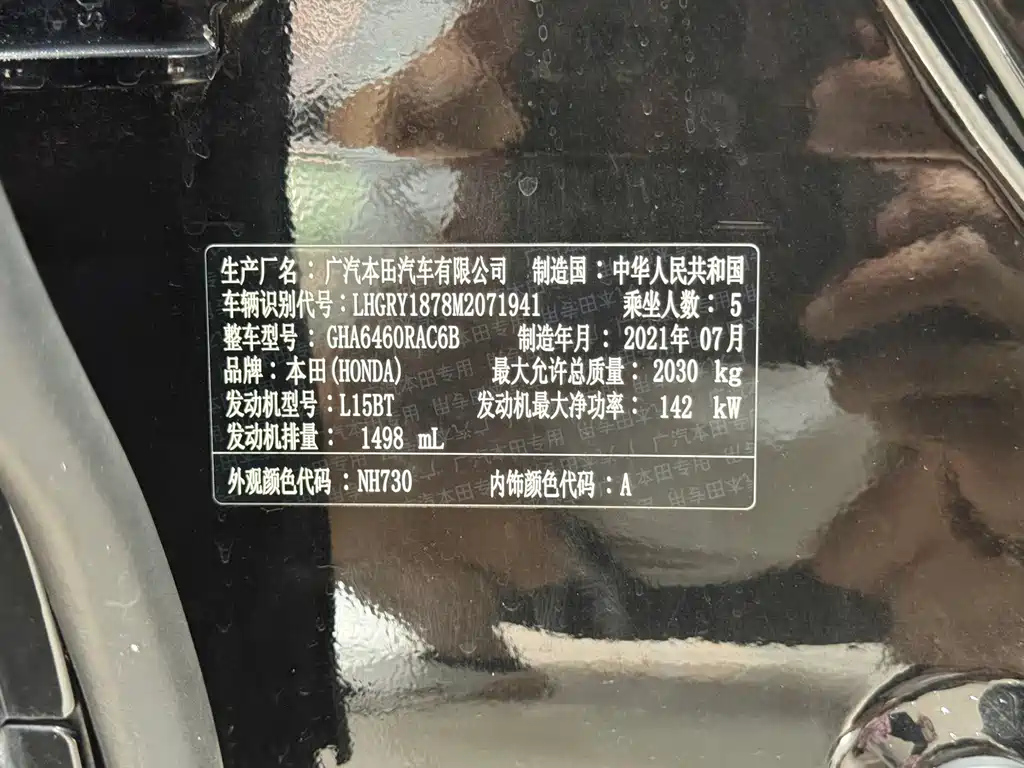 生产厂名：广汽本田汽车有限公司 制造国：中华人民共和国
车辆识别代号：LHGRY1878M2071941 乘坐人数：5
整车型号：GHA6460RAC6B 制造年月：2021年 07月
品牌：本田(HONDA) 最大允许总质量：2030 kg
发动机型号：L15BT 发动机最大净功率：142 kW
发动机排量：1498 mL
外观颜色代码：NH730 内饰颜色代码：A